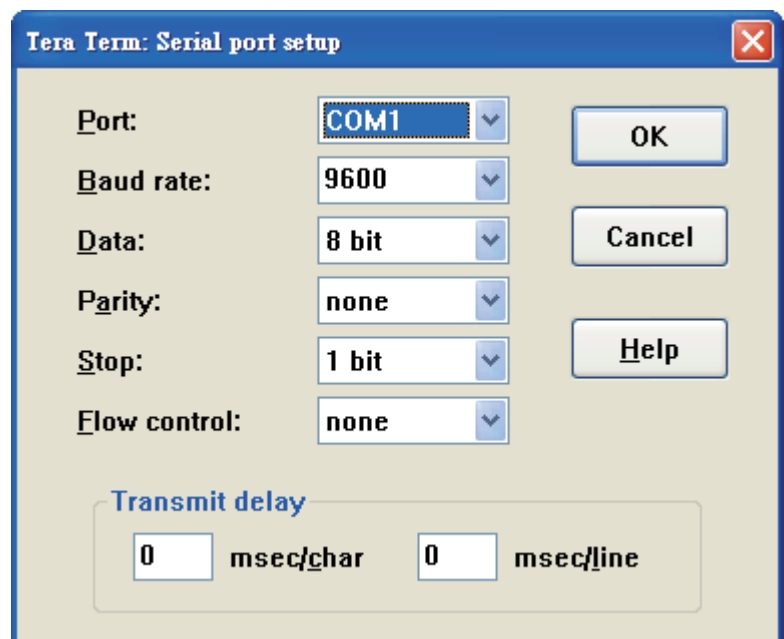 Tera Term: Serial port setup
Port: COM1
OK
Baud rate: 9600
Data: 8 bit
Cancel
Parity: none
Stop: 1 bit
Help
Flow control: none
Transmit delay
0 msec/char 0 msec/line